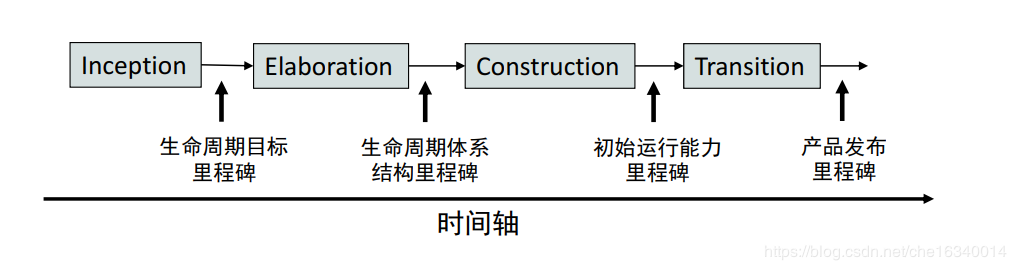 Inception
Elaboration
Construction
Transition
生命周期目标
里程碑
生命周期体系
结构里程碑
初始运行能力
里程碑
产品发布
里程碑
时间轴
https://blog.csdn.net/che16340014